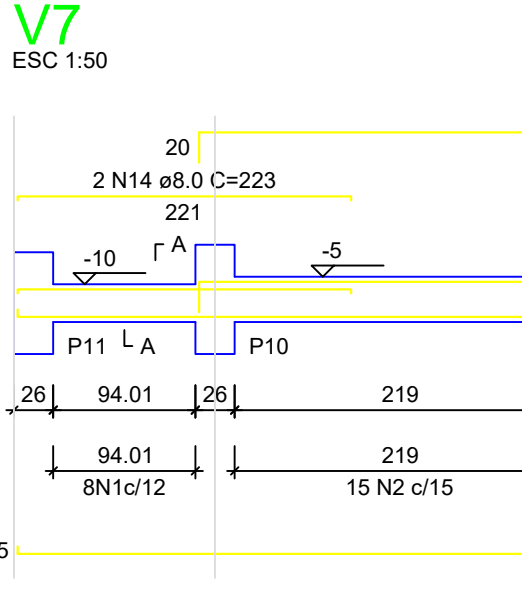 V7
ESC 1:50
20
2 N14 ø8.0 C=223
221
-10
A
-5
P11
A
P10
26
94.01
26
219
94.01
219
8N1c/12
15 N2 c/15
5